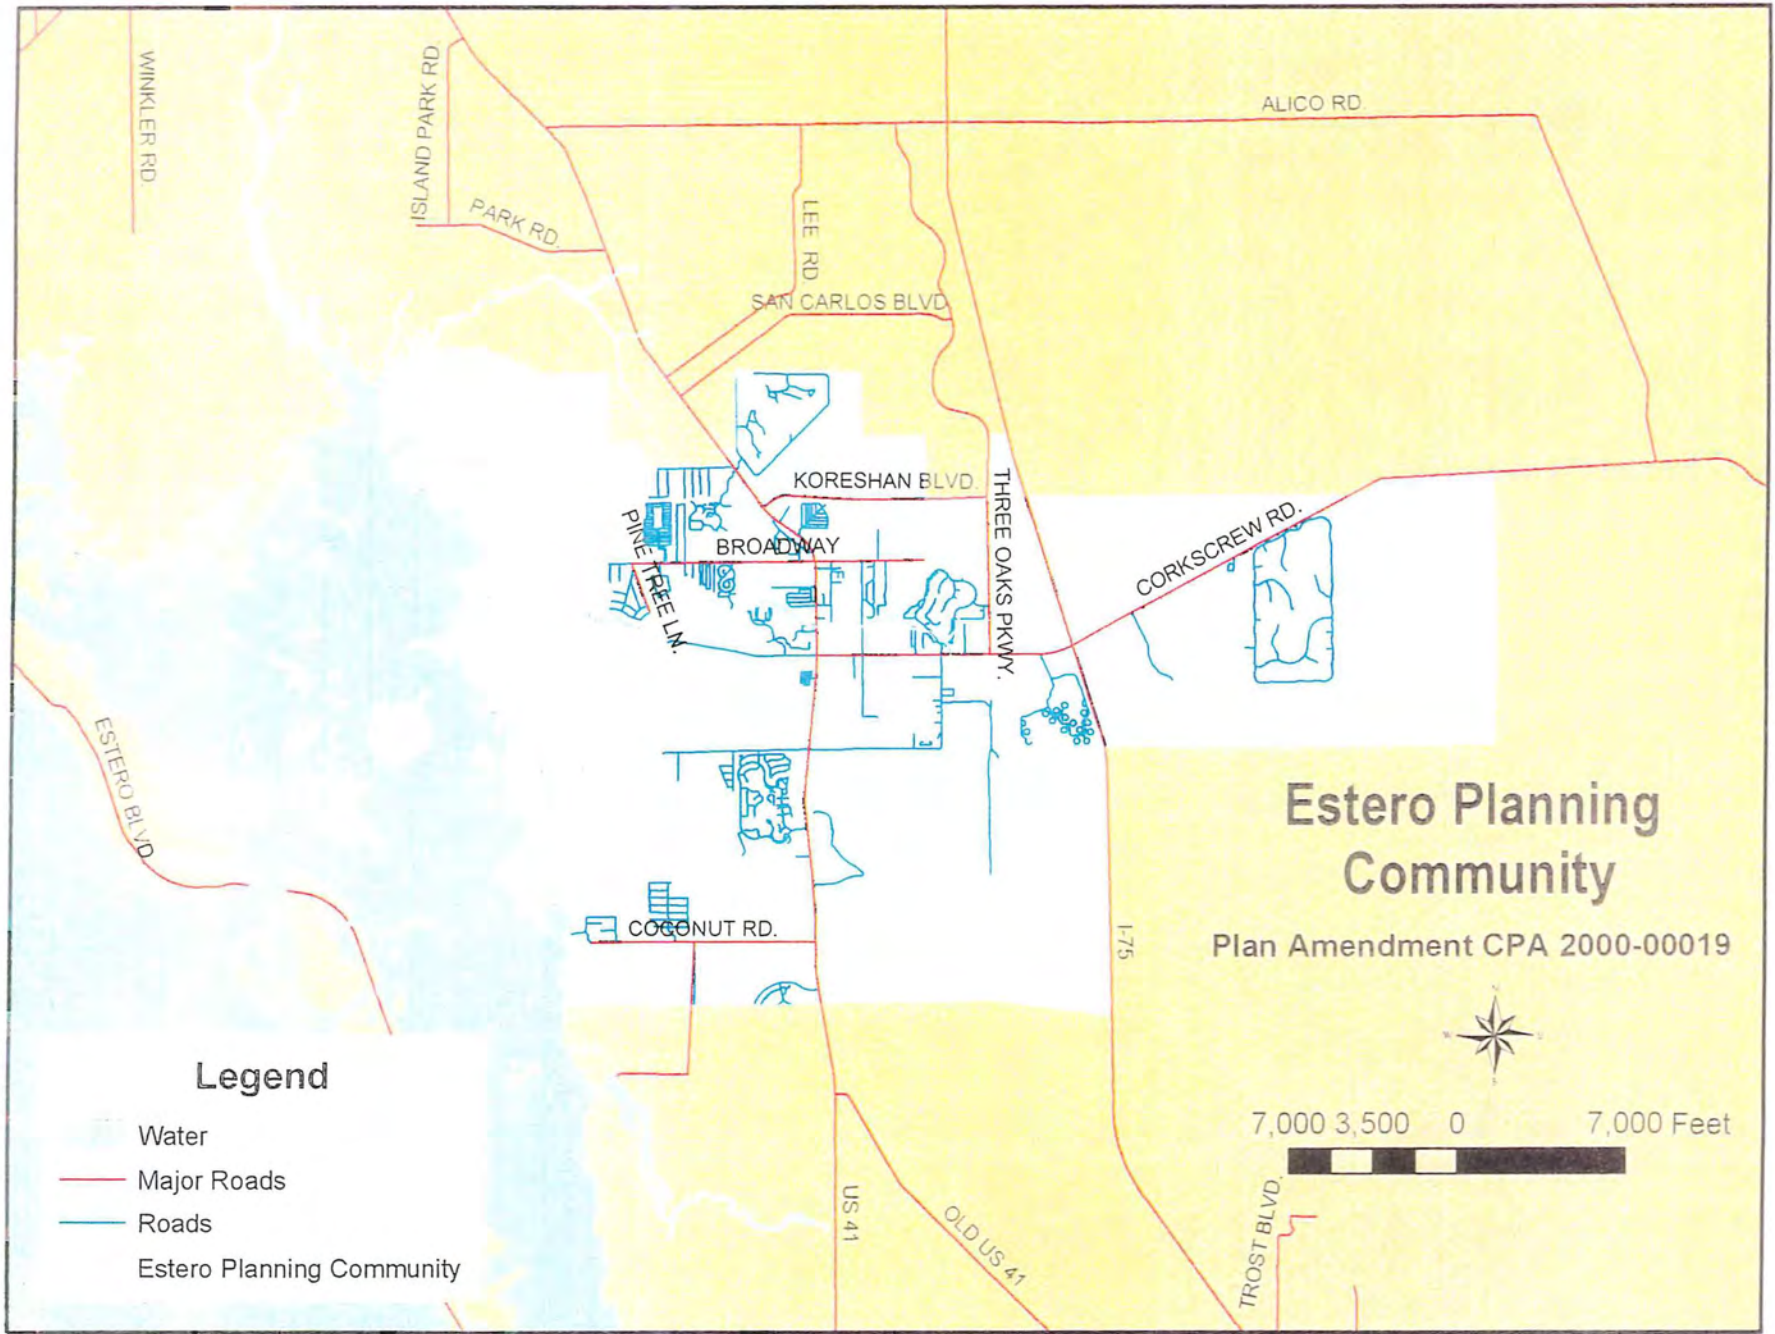 WINKLER RD.
ISLAND PARK RD.
PARK RD.
ALICO RD.
LEE RD.
SAN CARLOS BLVD
KORESHAN BLVD.
THREE OAKS PKWY.
PINE TREE LN.
BROADWAY
CORKSCREW RD.
ESTERO BLVD
COCONUT RD.
I-75
US 41
OLD US 41
TROST BLVD.
Estero Planning
Community
Plan Amendment CPA 2000-00019
7,000 3,500 0 7,000 Feet
Legend
Water
Major Roads
Roads
Estero Planning Community